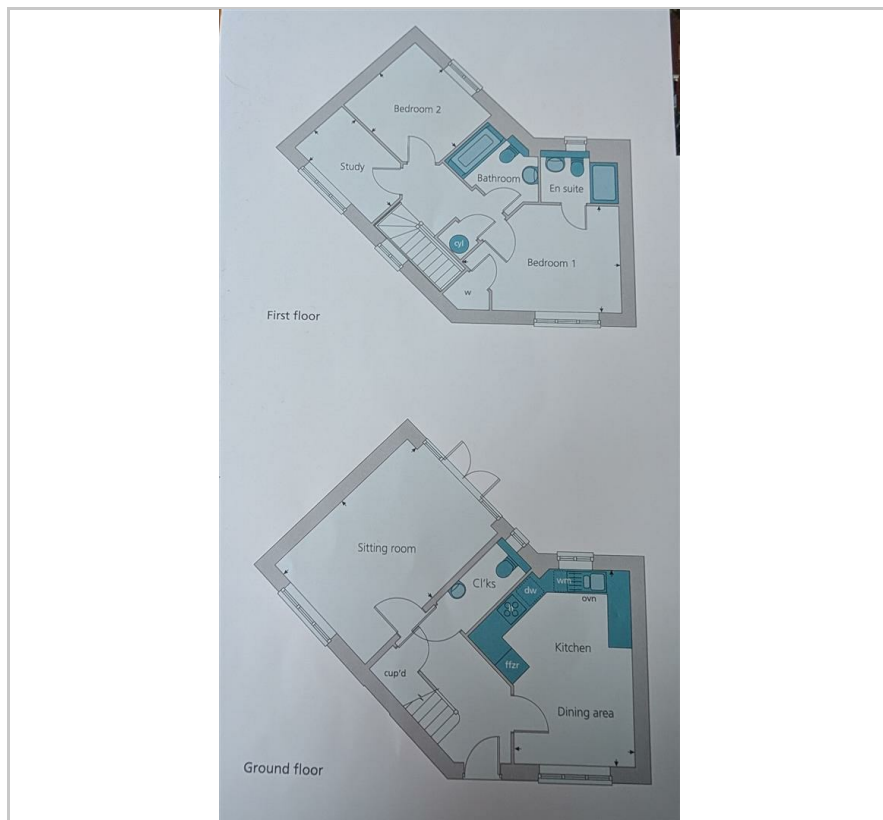 Bedroom 2
Study
Bathroom
En suite
cyl
Bedroom 1
w
First floor
Sitting room
Cl'ks
wm
dw
ovn
h
Kitchen
ffzr
cup'd
Dining area
Ground floor